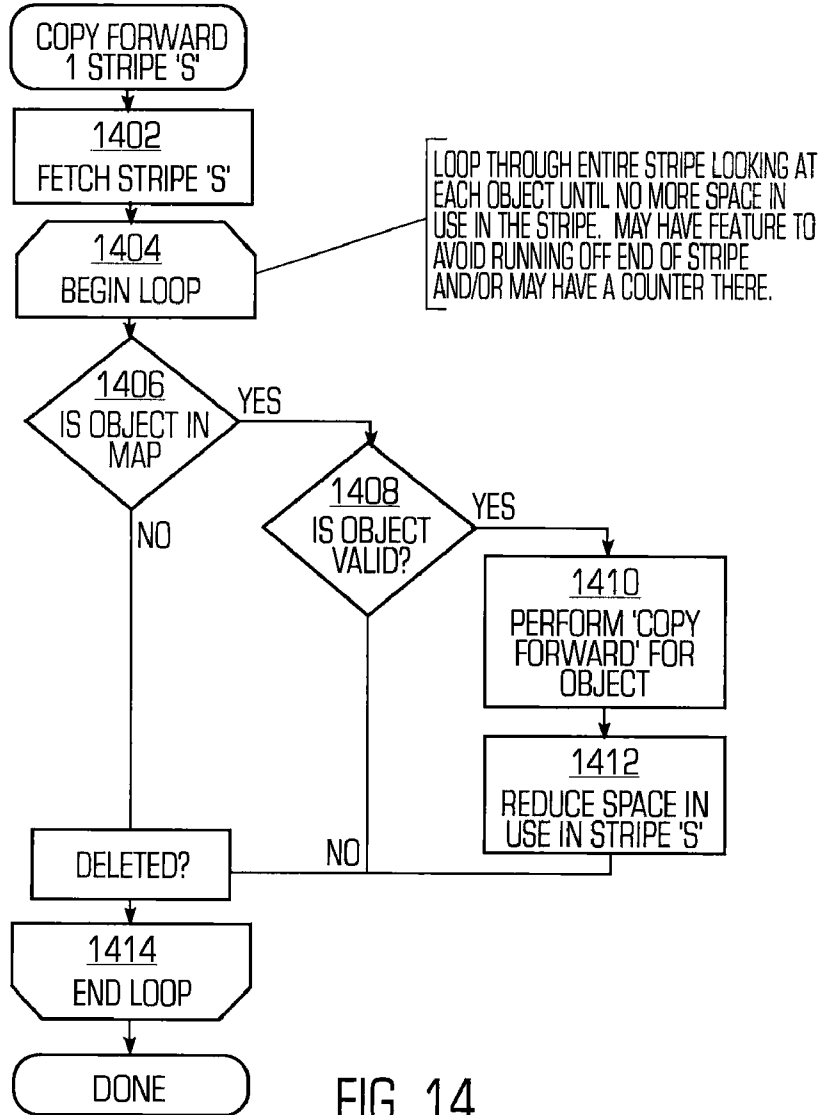 COPY FORWARD
1 STRIPE 'S'
1402
FETCH STRIPE 'S'
1404
BEGIN LOOP
LOOP THROUGH ENTIRE STRIPE LOOKING AT
EACH OBJECT UNTIL NO MORE SPACE IN
USE IN THE STRIPE. MAY HAVE FEATURE TO
AVOID RUNNING OFF END OF STRIPE
AND/OR MAY HAVE A COUNTER THERE.
1406
IS OBJECT IN
MAP
YES
NO
1408
IS OBJECT
VALID?
YES
NO
1410
PERFORM 'COPY
FORWARD' FOR
OBJECT
1412
REDUCE SPACE IN
USE IN STRIPE 'S'
DELETED?
1414
END LOOP
DONE
FIG. 14